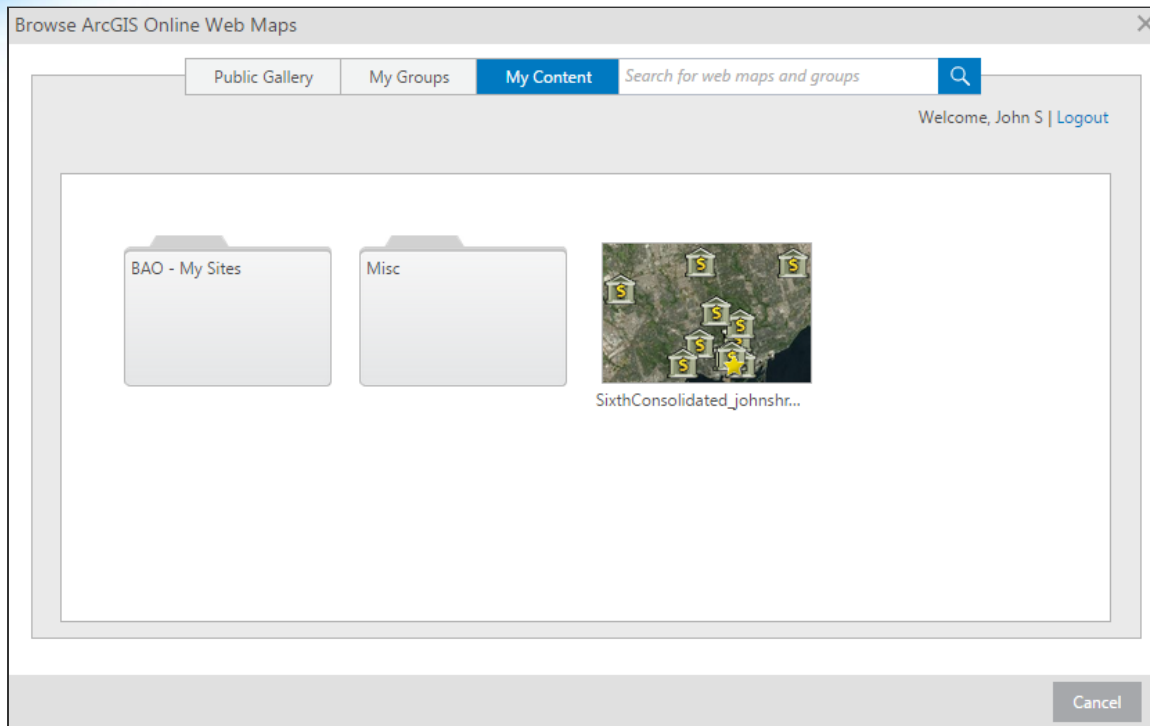 Browse ArcGIS Online Web Maps
Public Gallery
My Groups
My Content
Search for web maps and groups
Welcome, John S | Logout
BAO - My Sites
Misc
SixthConsolidated_johnshr...
Cancel